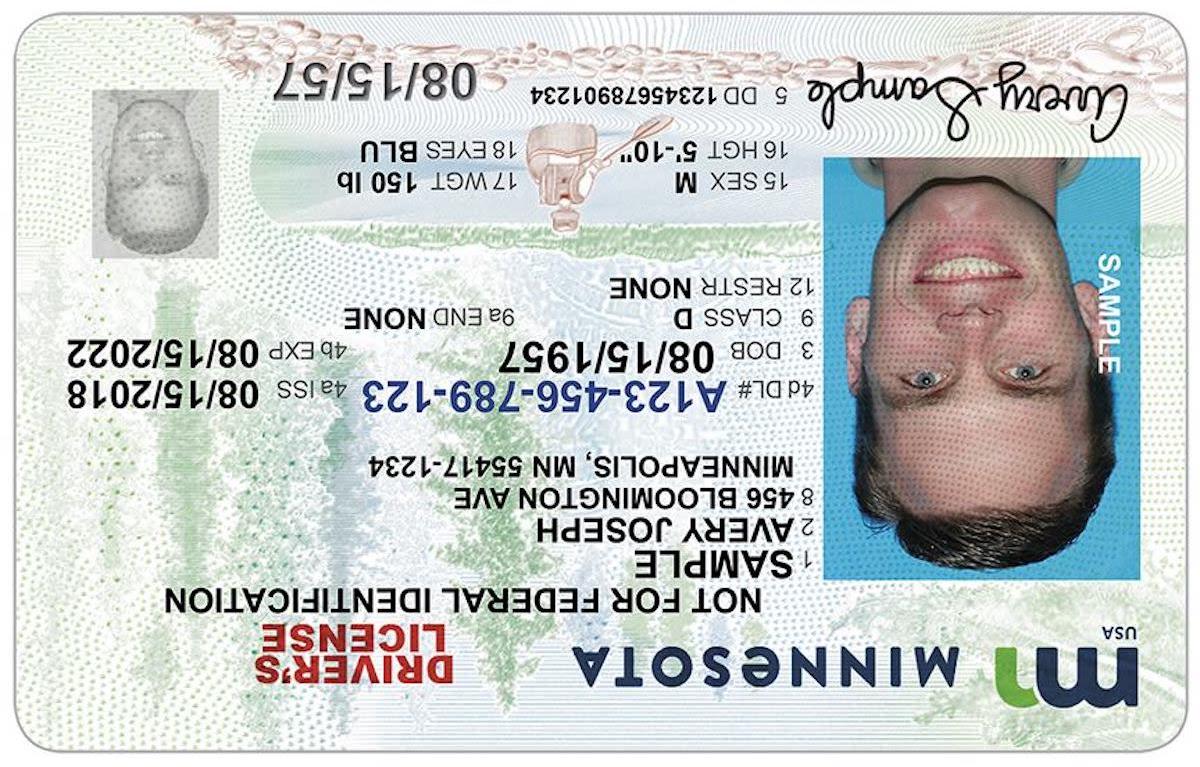 mn
USA
MINNESOTA
DRIVER'S
LICENSE
NOT FOR FEDERAL IDENTIFICATION
1 SAMPLE
2 AVERY JOSEPH
8 456 BLOOMINGTON AVE
MINNEAPOLIS, MN 55417-1234
4d DL# A123-456-789-123 4a ISS 08/15/2018
3 DOB 08/15/1957 4b EXP 08/15/2022
9 CLASS D 9a END NONE
12 RESTR NONE
SAMPLE
15 SEX M 17 WGT 150 lb
16 HGT 5'-10" 18 EYES BLU
Avery Sample
5 DD 12345678901234
08/15/57